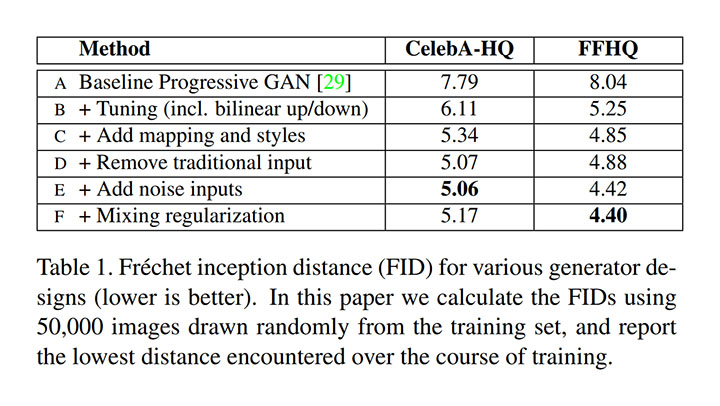 Method CelebA-HQ FFHQ
A Baseline Progressive GAN [29] 7.79 8.04
B + Tuning (incl. bilinear up/down) 6.11 5.25
C + Add mapping and styles 5.34 4.85
D + Remove traditional input 5.07 4.88
E + Add noise inputs 5.06 4.42
F + Mixing regularization 5.17 4.40
Table 1. Fréchet inception distance (FID) for various generator de-
signs (lower is better). In this paper we calculate the FIDs using
50,000 images drawn randomly from the training set, and report
the lowest distance encountered over the course of training.